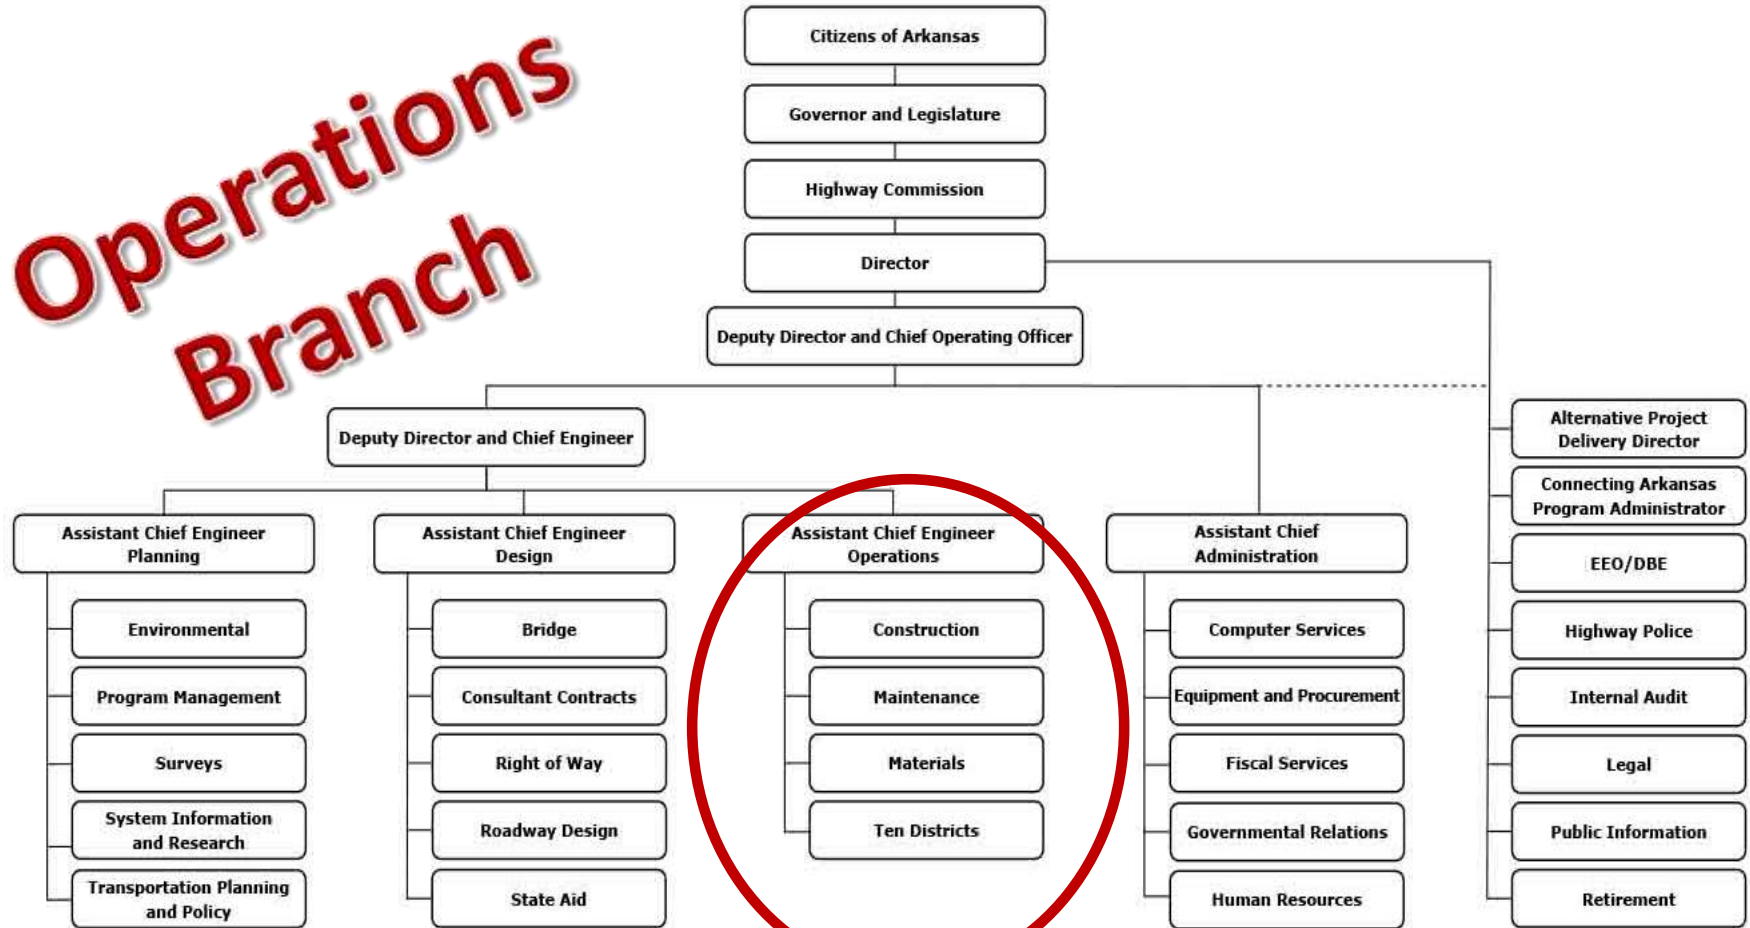 Operations
Branch
Citizens of Arkansas
Governor and Legislature
Highway Commission
Director
Deputy Director and Chief Operating Officer
Deputy Director and Chief Engineer
Assistant Chief Engineer
Planning
Environmental
Program Management
Surveys
System Information
and Research
Transportation Planning
and Policy
Assistant Chief Engineer
Design
Bridge
Consultant Contracts
Right of Way
Roadway Design
State Aid
Assistant Chief Engineer
Operations
Construction
Maintenance
Materials
Ten Districts
Assistant Chief
Administration
Computer Services
Equipment and Procurement
Fiscal Services
Governmental Relations
Human Resources
Alternative Project
Delivery Director
Connecting Arkansas
Program Administrator
EEO/DBE
Highway Police
Internal Audit
Legal
Public Information
Retirement